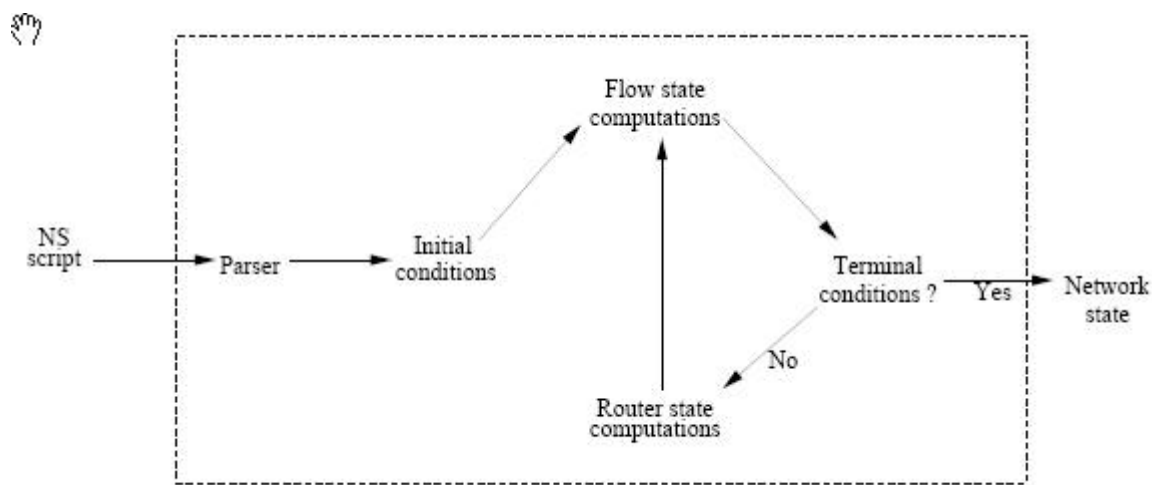 Flow state
computations
NS
script
Parser
Initial
conditions
Terminal
conditions ?
Yes
Network
state
No
Router state
computations